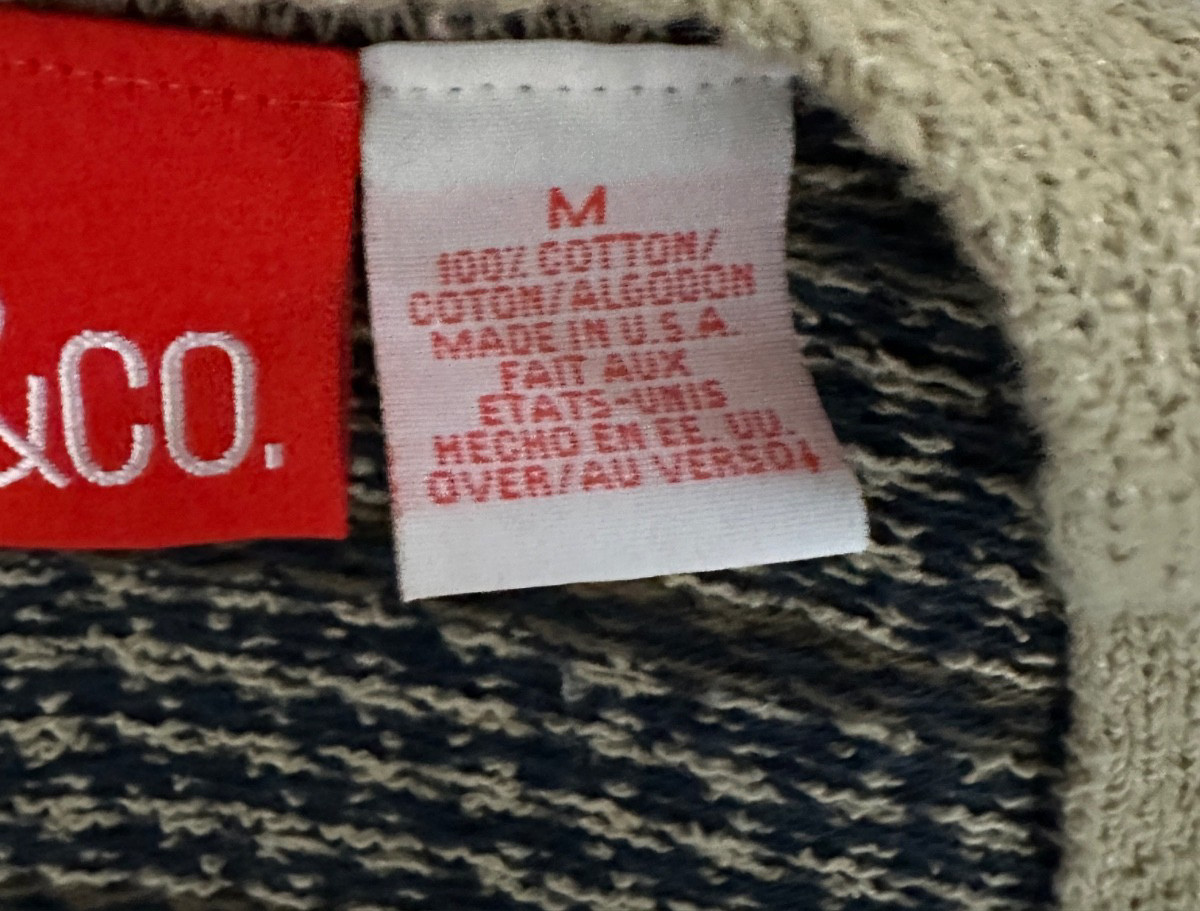 &CO.
M
100% COTTON/
COTON/ALGODON
MADE IN U.S.A.
FAIT AUX
ETATS-UNIS
HECHO EN EE. UU.
OVER/AU VERSO↓